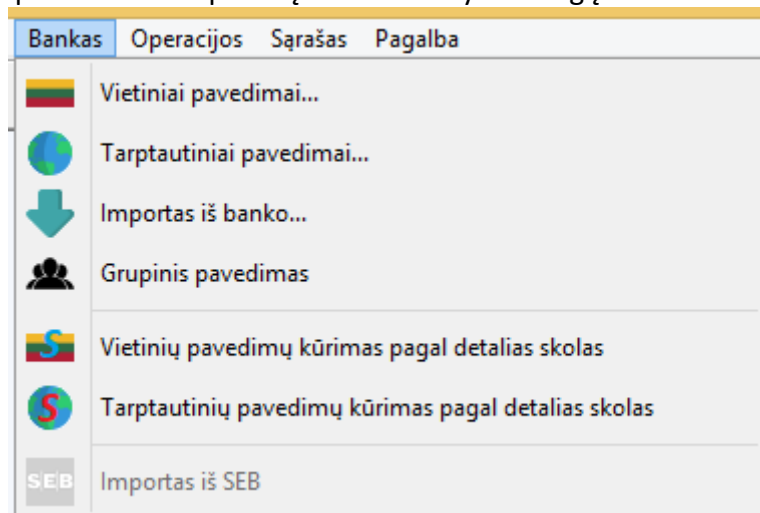 Bankas Operacijos Sąrašas Pagalba
Vietiniai pavedimai...
Tarptautiniai pavedimai...
Importas iš banko...
Grupinis pavedimas
S Vietinių pavedimų kūrimas pagal detalias skolas
S Tarptautinių pavedimų kūrimas pagal detalias skolas
SEB Importas iš SEB